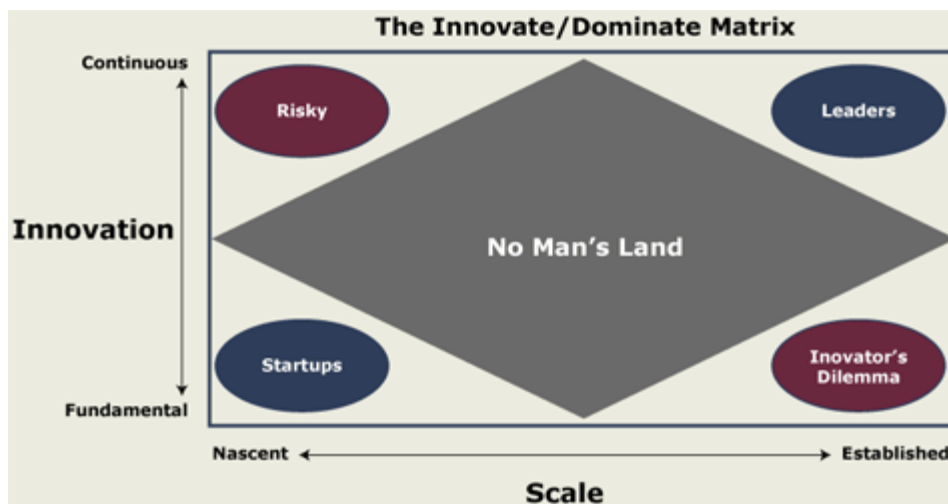 The Innovate/Dominate Matrix
Continuous
Risky
Leaders
Innovation
No Man's Land
Startups
Inovator's
Dilemma
Fundamental
Nascent
Established
Scale